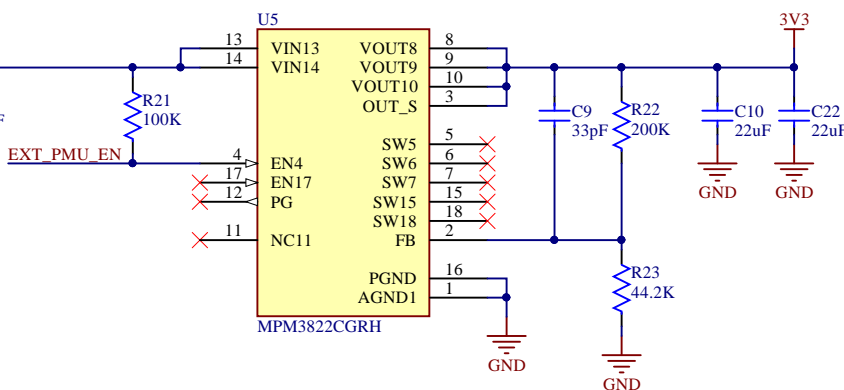 U5
3V3
13 VIN13 VOUT8 8
14 VIN14 VOUT9 9
VOUT10 10
OUT_S 3
R21
100K
F
C9
33pF
R22
200K
C10
22uF
C22
22uF
EXT_PMU_EN
SW5 5
4 EN4 SW6 6
17 EN17 SW7 7
12 PG SW15 15
SW18 18
11 NC11 FB 2
GND
GND
PGND 16
AGND1 1
R23
44.2K
MPM3822CGRH
GND
GND